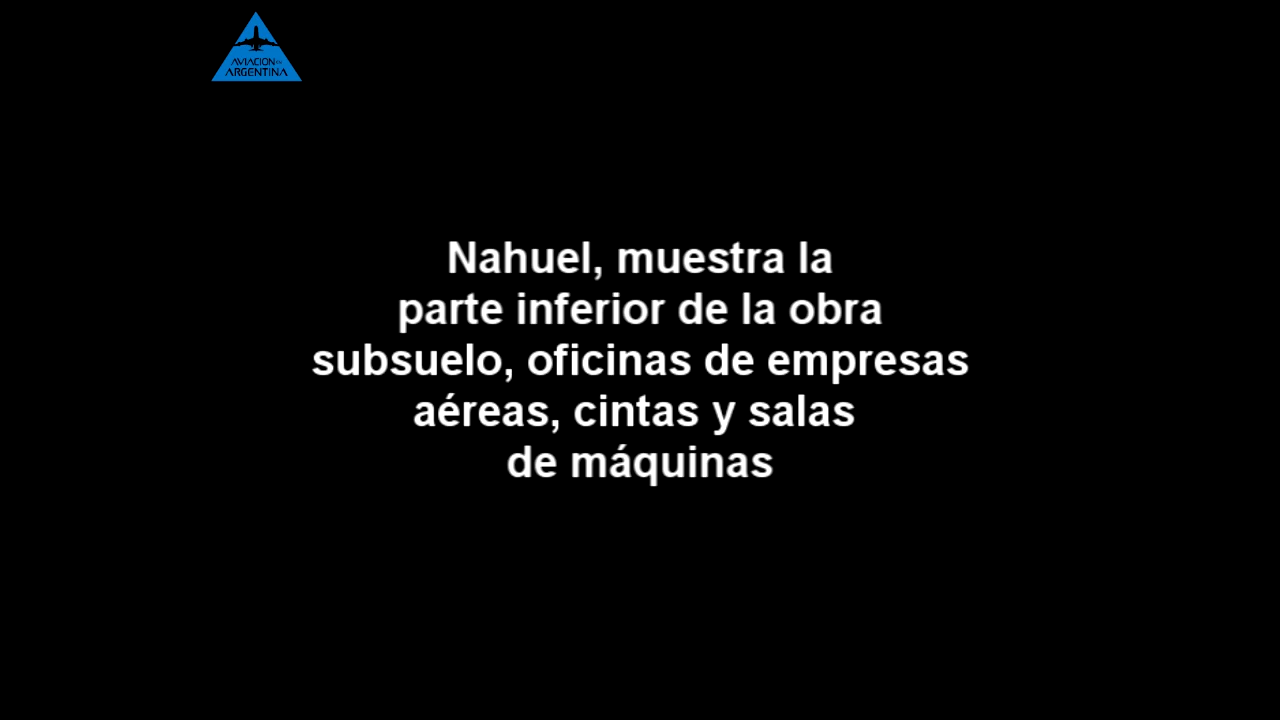 AVIACION EN
ARGENTINA
Nahuel, muestra la
parte inferior de la obra
subsuelo, oficinas de empresas
aéreas, cintas y salas
de máquinas